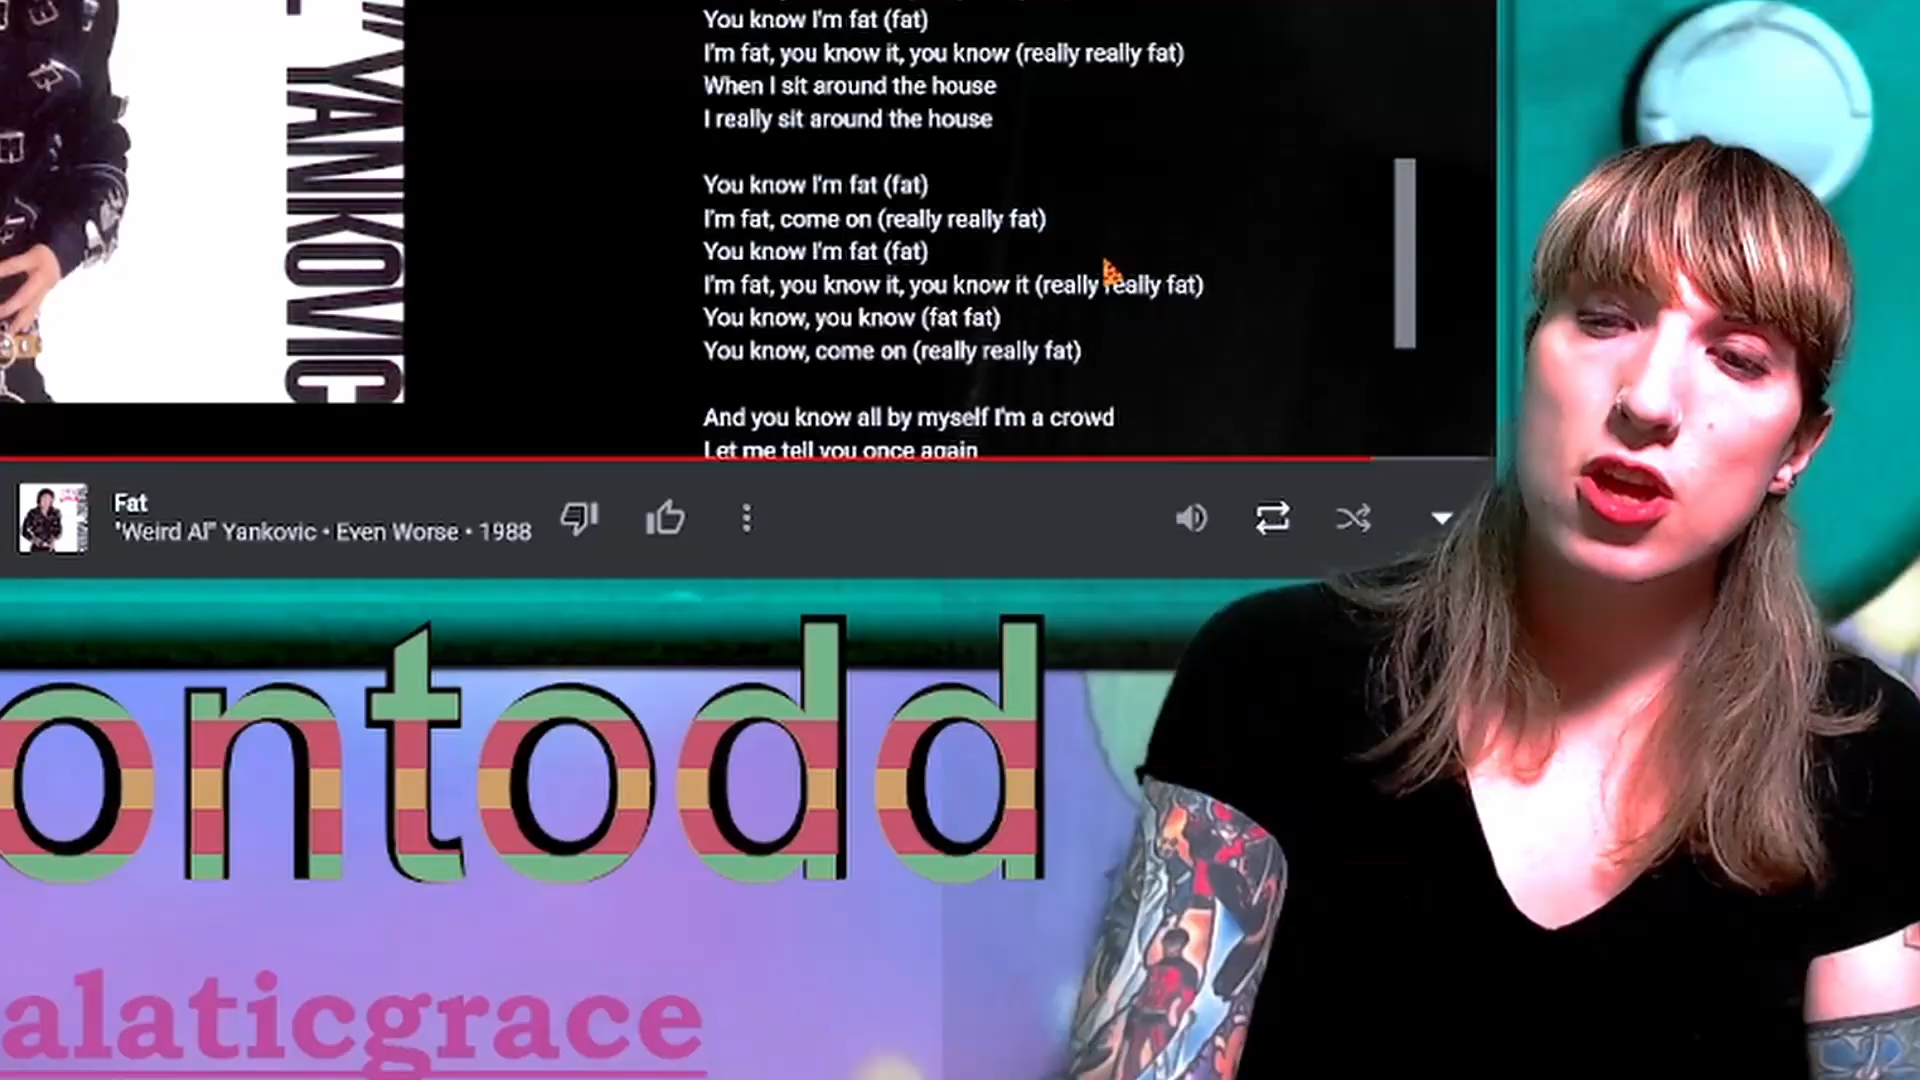 YANKOVIC
You know I'm fat (fat)
I'm fat, you know it, you know (really really fat)
When I sit around the house
I really sit around the house
You know I'm fat (fat)
I'm fat, come on (really really fat)
You know I'm fat (fat)
I'm fat, you know it, you know it (really really fat)
You know, you know (fat fat)
You know, come on (really really fat)
And you know all by myself I'm a crowd
Let me tell you once again
Fat
"Weird Al" Yankovic • Even Worse • 1988
ontodd
alaticgrace